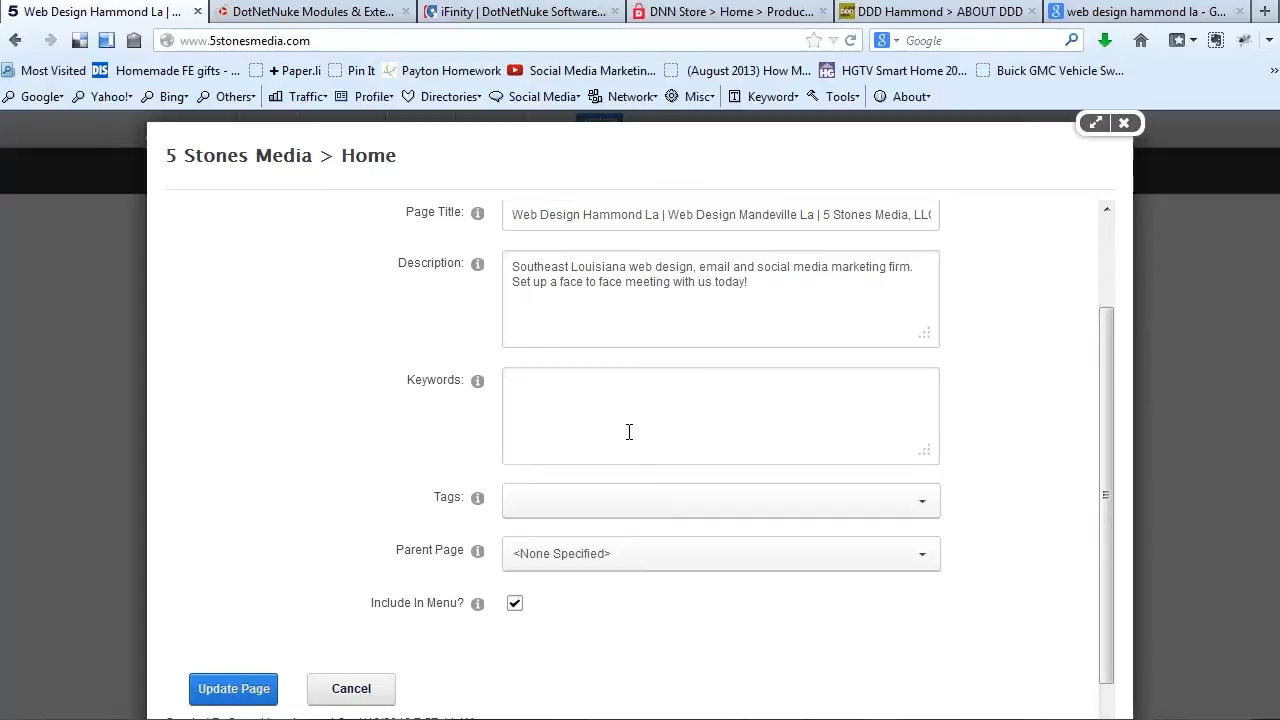 Web Design Hammond La | ... × DotNetNuke Modules & Exte... × iFinity | DotNetNuke Software... × DNN Store > Home > Produc... × DDD Hammond > ABOUT DDD × web design hammond la - G... ×
www.5stonesmedia.com Google
Most Visited Homemade FE gifts - ... + Paper.li Pin It Payton Homework Social Media Marketin... (August 2013) How M... HGTV Smart Home 20... Buick GMC Vehicle Sw...
Google Yahoo! Bing Others Traffic Profile Directories Social Media Network Misc Keyword Tools About
5 Stones Media > Home
Page Title: Web Design Hammond La | Web Design Mandeville La | 5 Stones Media, LLC
Description: Southeast Louisiana web design, email and social media marketing firm.
Set up a face to face meeting with us today!
Keywords:
Tags:
Parent Page <None Specified>
Include In Menu?
Update Page Cancel